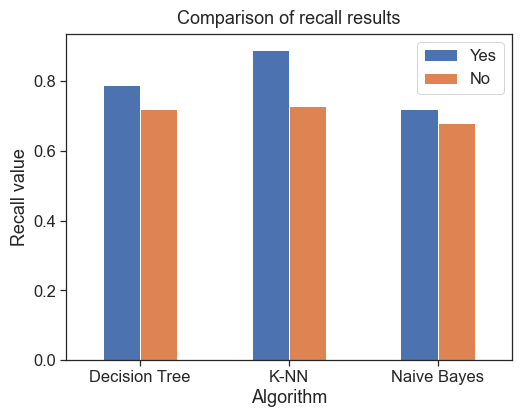 Comparison of recall results
Yes
No
Recall value
0.8
0.6
0.4
0.2
0.0
Decision Tree
K-NN
Naive Bayes
Algorithm